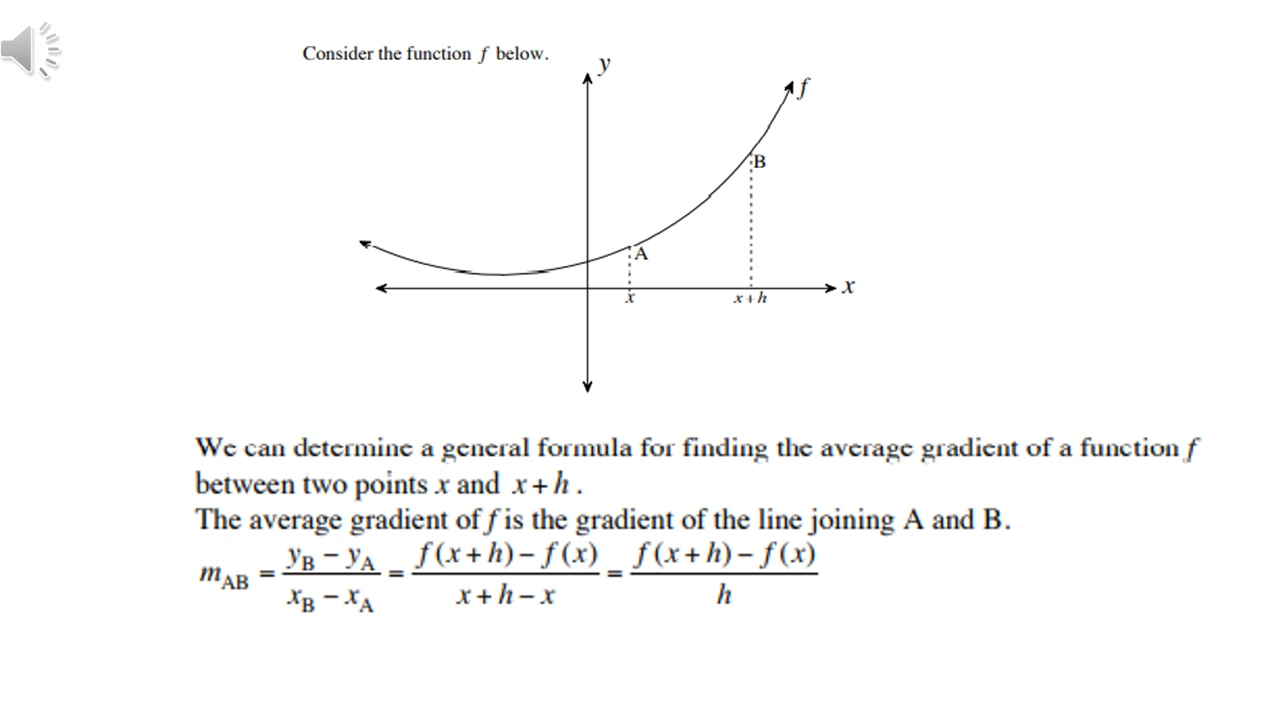 Consider the function f below.
y
f
B
A
x
x
x + h
We can determine a general formula for finding the average gradient of a function f
between two points x and x + h .
The average gradient of f is the gradient of the line joining A and B.
m_AB = (y_B − y_A)/(x_B − x_A) = (f(x + h) − f(x))/(x + h − x) = (f(x + h) − f(x))/h